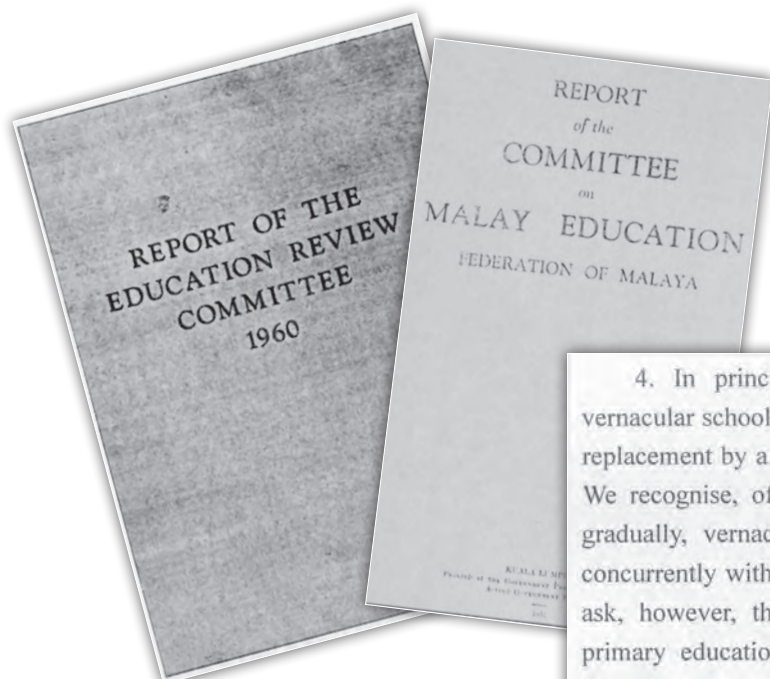 REPORT OF THE
EDUCATION REVIEW
COMMITTEE
1960
REPORT
of the
COMMITTEE
on
MALAY EDUCATION
FEDERATION OF MALAYA
KUALA
4. In princ
vernacular school
replacement by a
We recognise, of
gradually, vernac
concurrently with
ask, however, th
primary educatio